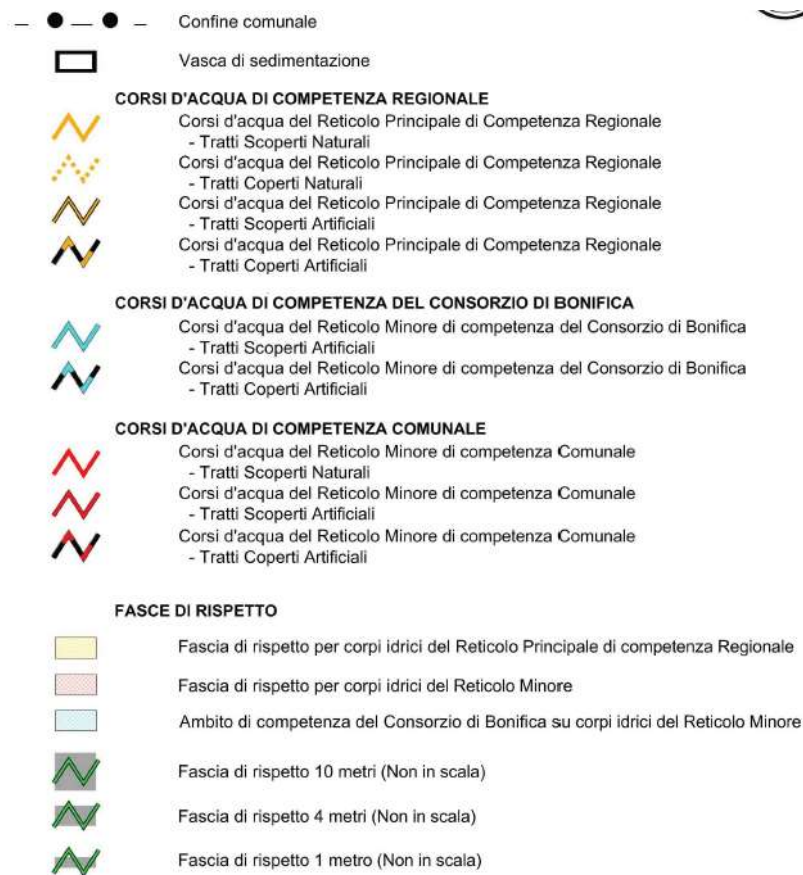 Confine comunale
Vasca di sedimentazione
CORSI D'ACQUA DI COMPETENZA REGIONALE
Corsi d'acqua del Reticolo Principale di Competenza Regionale
- Tratti Scoperti Naturali
Corsi d'acqua del Reticolo Principale di Competenza Regionale
- Tratti Coperti Naturali
Corsi d'acqua del Reticolo Principale di Competenza Regionale
- Tratti Scoperti Artificiali
Corsi d'acqua del Reticolo Principale di Competenza Regionale
- Tratti Coperti Artificiali
CORSI D'ACQUA DI COMPETENZA DEL CONSORZIO DI BONIFICA
Corsi d'acqua del Reticolo Minore di competenza del Consorzio di Bonifica
- Tratti Scoperti Artificiali
Corsi d'acqua del Reticolo Minore di competenza del Consorzio di Bonifica
- Tratti Coperti Artificiali
CORSI D'ACQUA DI COMPETENZA COMUNALE
Corsi d'acqua del Reticolo Minore di competenza Comunale
- Tratti Scoperti Naturali
Corsi d'acqua del Reticolo Minore di competenza Comunale
- Tratti Scoperti Artificiali
Corsi d'acqua del Reticolo Minore di competenza Comunale
- Tratti Coperti Artificiali
FASCE DI RISPETTO
Fascia di rispetto per corpi idrici del Reticolo Principale di competenza Regionale
Fascia di rispetto per corpi idrici del Reticolo Minore
Ambito di competenza del Consorzio di Bonifica su corpi idrici del Reticolo Minore
Fascia di rispetto 10 metri (Non in scala)
Fascia di rispetto 4 metri (Non in scala)
Fascia di rispetto 1 metro (Non in scala)